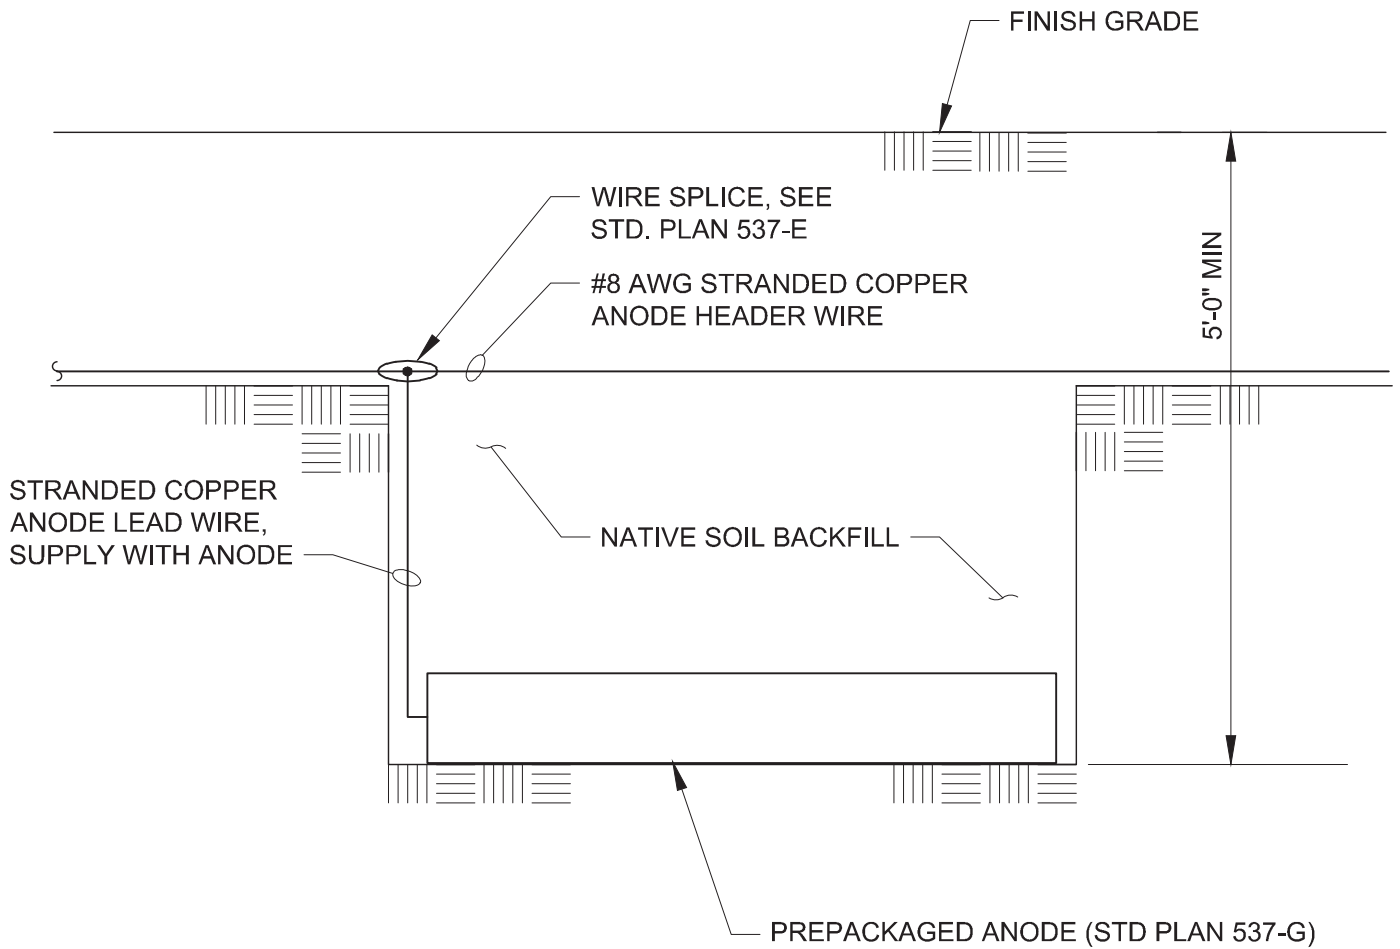 FINISH GRADE
WIRE SPLICE, SEE
STD. PLAN 537-E
#8 AWG STRANDED COPPER
ANODE HEADER WIRE
5'-0" MIN
STRANDED COPPER
ANODE LEAD WIRE,
SUPPLY WITH ANODE
NATIVE SOIL BACKFILL
PREPACKAGED ANODE (STD PLAN 537-G)